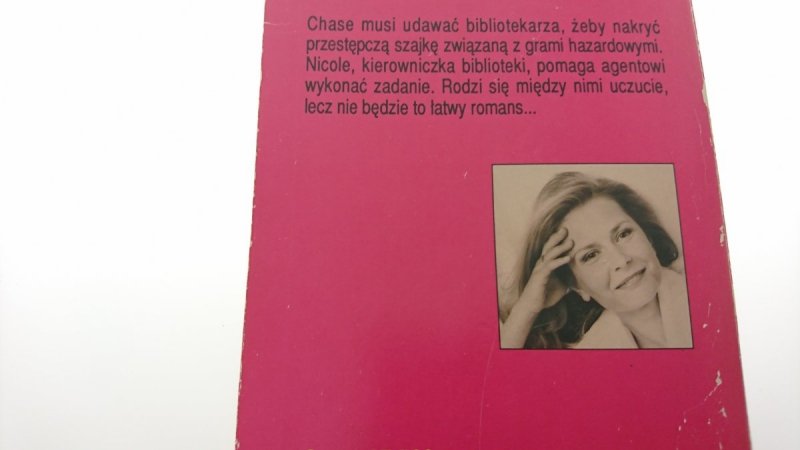 Chase musi udawać bibliotekarza, żeby nakryć
przestępczą szajkę związaną z grami hazardowymi.
Nicole, kierowniczka biblioteki, pomaga agentowi
wykonać zadanie. Rodzi się między nimi uczucie,
lecz nie będzie to łatwy romans...